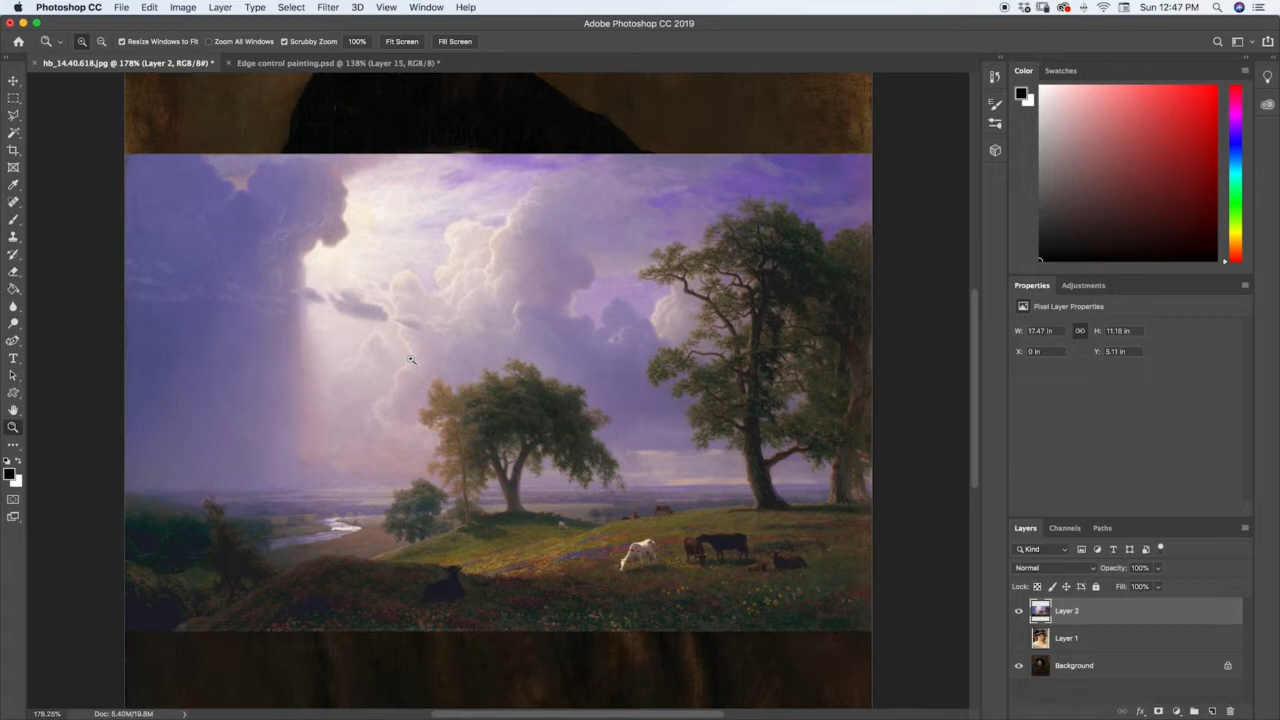 Photoshop CC File Edit Image Layer Type Select Filter 3D View Window Help Sun 12:47 PM
Adobe Photoshop CC 2019
Resize Windows to Fit Zoom All Windows Scrubby Zoom 100% Fit Screen Fill Screen
hb_14.40.618.jpg @ 178% (Layer 2, RGB/8#) * Edge control painting.psd @ 138% (Layer 15, RGB/8) *
Color Swatches
Properties Adjustments
Pixel Layer Properties
W: 17.47 in H: 11.18 in
X: 0 in Y: 5.11 in
Layers Channels Paths
Kind
Normal Opacity: 100%
Lock: Fill: 100%
Layer 2
Layer 1
Background
178.25% Doc: 5.40M/19.8M